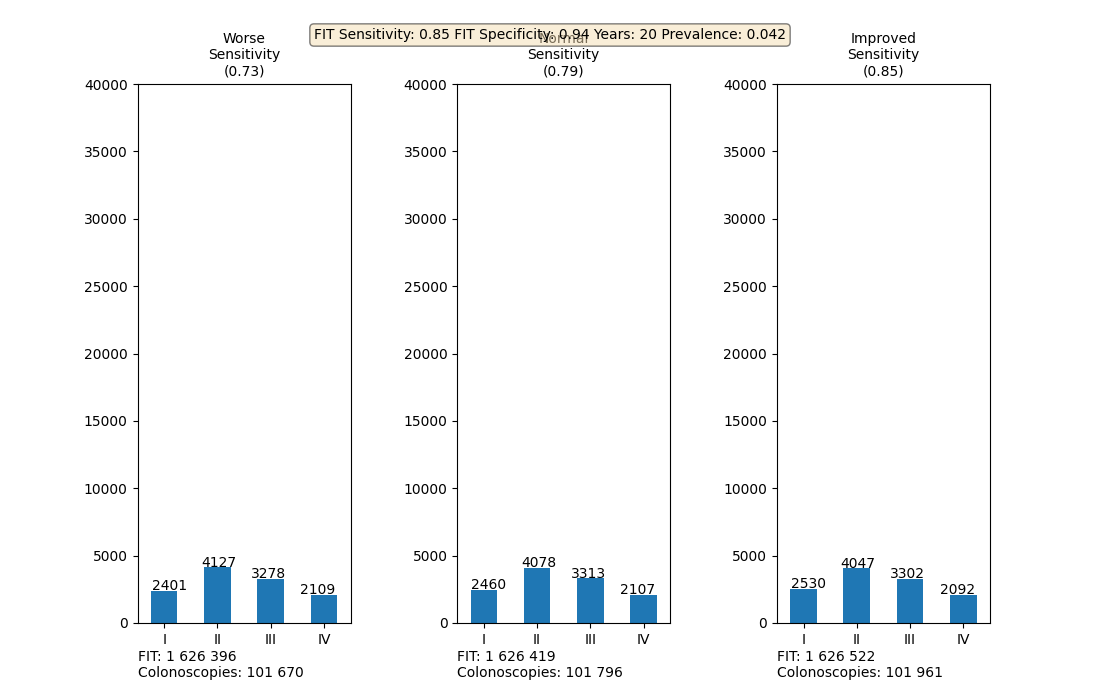 FIT Sensitivity: 0.85 FIT Specificity: 0.94 Years: 20 Prevalence: 0.042
Worse
Sensitivity
(0.73)
40000
35000
30000
25000
20000
15000
10000
5000
0
2401
4127
3278
2109
I
II
III
IV
FIT: 1 626 396
Colonoscopies: 101 670
Normal
Sensitivity
(0.79)
40000
35000
30000
25000
20000
15000
10000
5000
0
2460
4078
3313
2107
I
II
III
IV
FIT: 1 626 419
Colonoscopies: 101 796
Improved
Sensitivity
(0.85)
40000
35000
30000
25000
20000
15000
10000
5000
0
2530
4047
3302
2092
I
II
III
IV
FIT: 1 626 522
Colonoscopies: 101 961